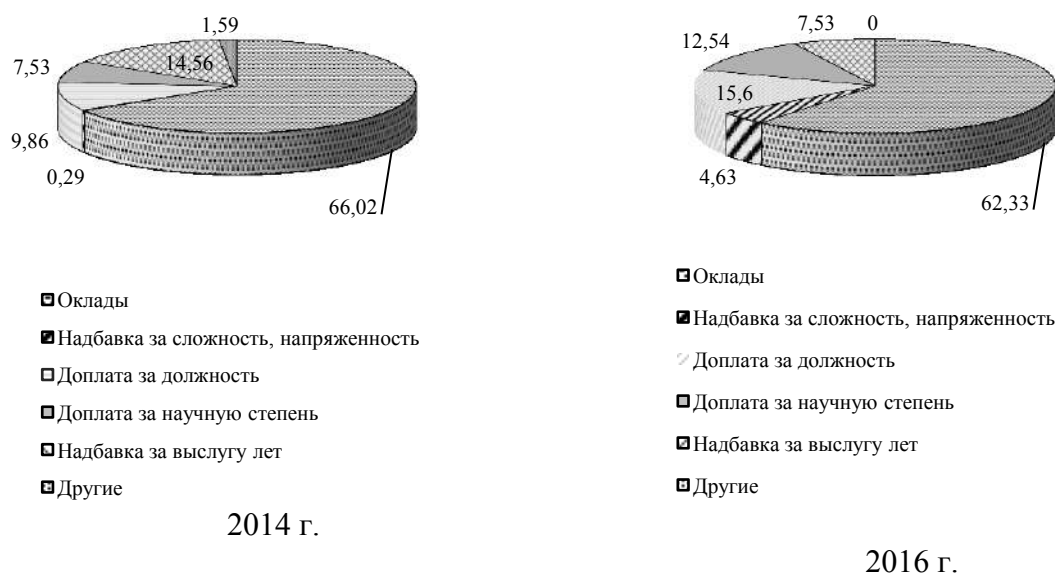 1,59
7,53
14,56
9,86
0,29
66,02
Оклады
Надбавка за сложность, напряженность
Доплата за должность
Доплата за научную степень
Надбавка за выслугу лет
Другие
2014 г.
7,53
0
12,54
15,6
4,63
62,33
Оклады
Надбавка за сложность, напряженность
Доплата за должность
Доплата за научную степень
Надбавка за выслугу лет
Другие
2016 г.